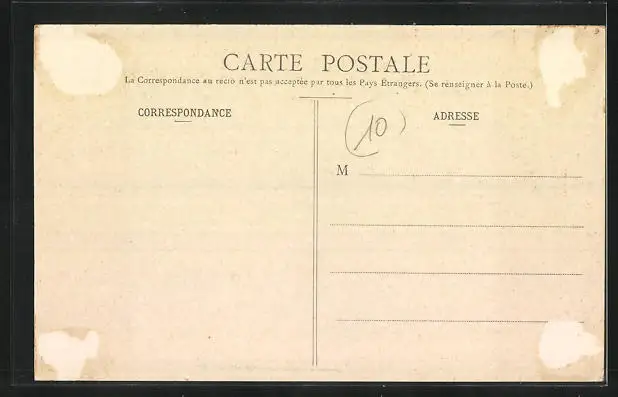 CARTE POSTALE
La Correspondance au recto n'est pas acceptée par tous les Pays Étrangers. (Se renseigner à la Poste.)
CORRESPONDANCE
(10)
ADRESSE
M